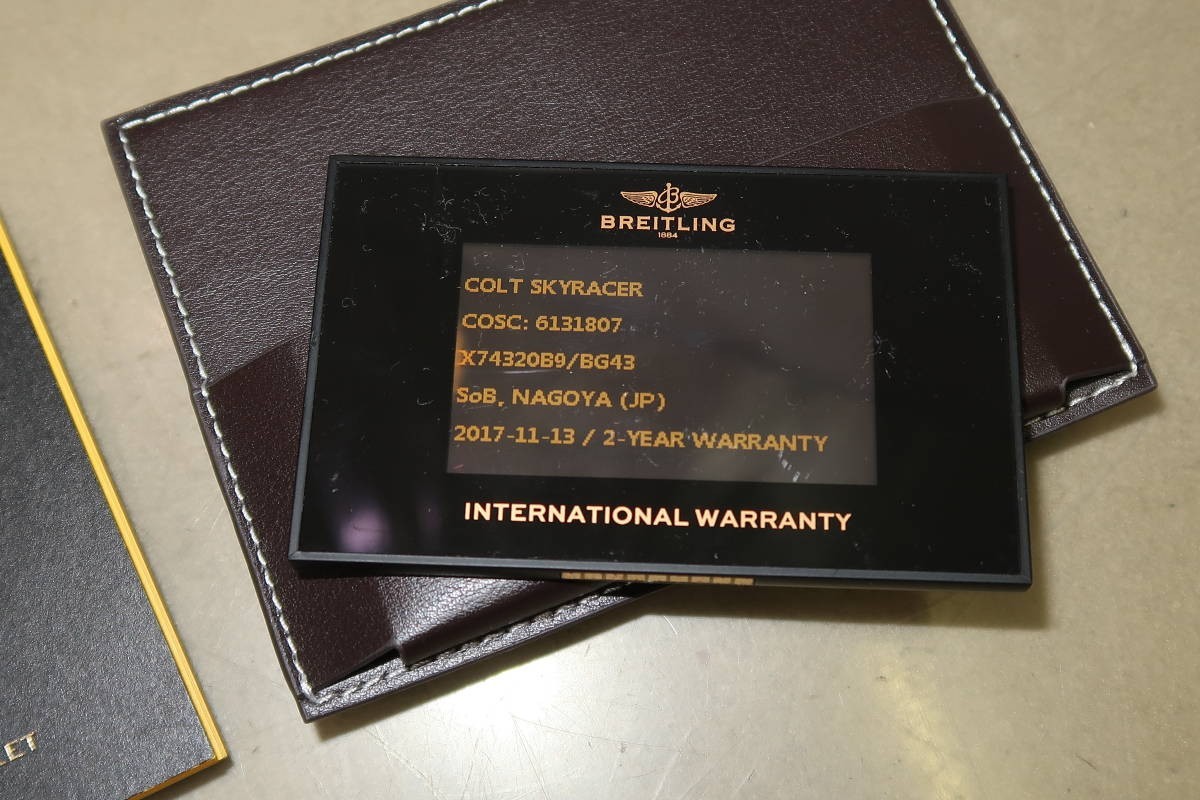 BREITLING
1884
COLT SKYRACER
COSC: 6131807
X74320B9/BG43
SoB, NAGOYA (JP)
2017-11-13 / 2-YEAR WARRANTY
INTERNATIONAL WARRANTY